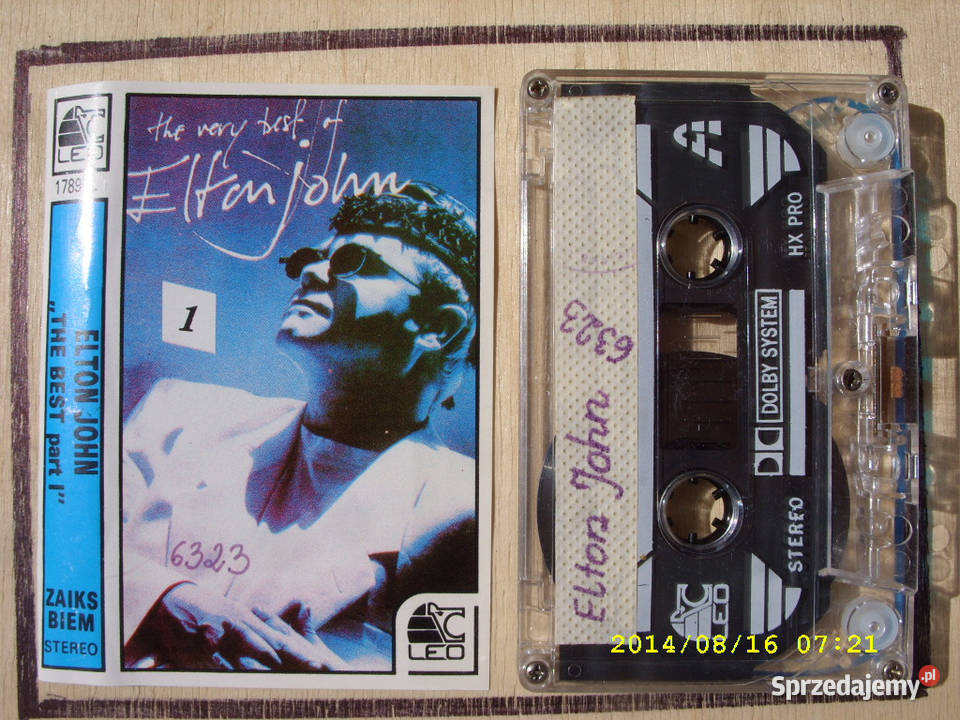 LEO
1789
ELTON JOHN
„THE BEST part I"
ZAIKS
BIEM
STEREO
the very best of
Elton John
1
6323
LEO
Elton John 6323
A
HX PRO
DOLBY SYSTEM
STEREO
LEO
2014/08/16 07:21
Sprzedajemy.pl